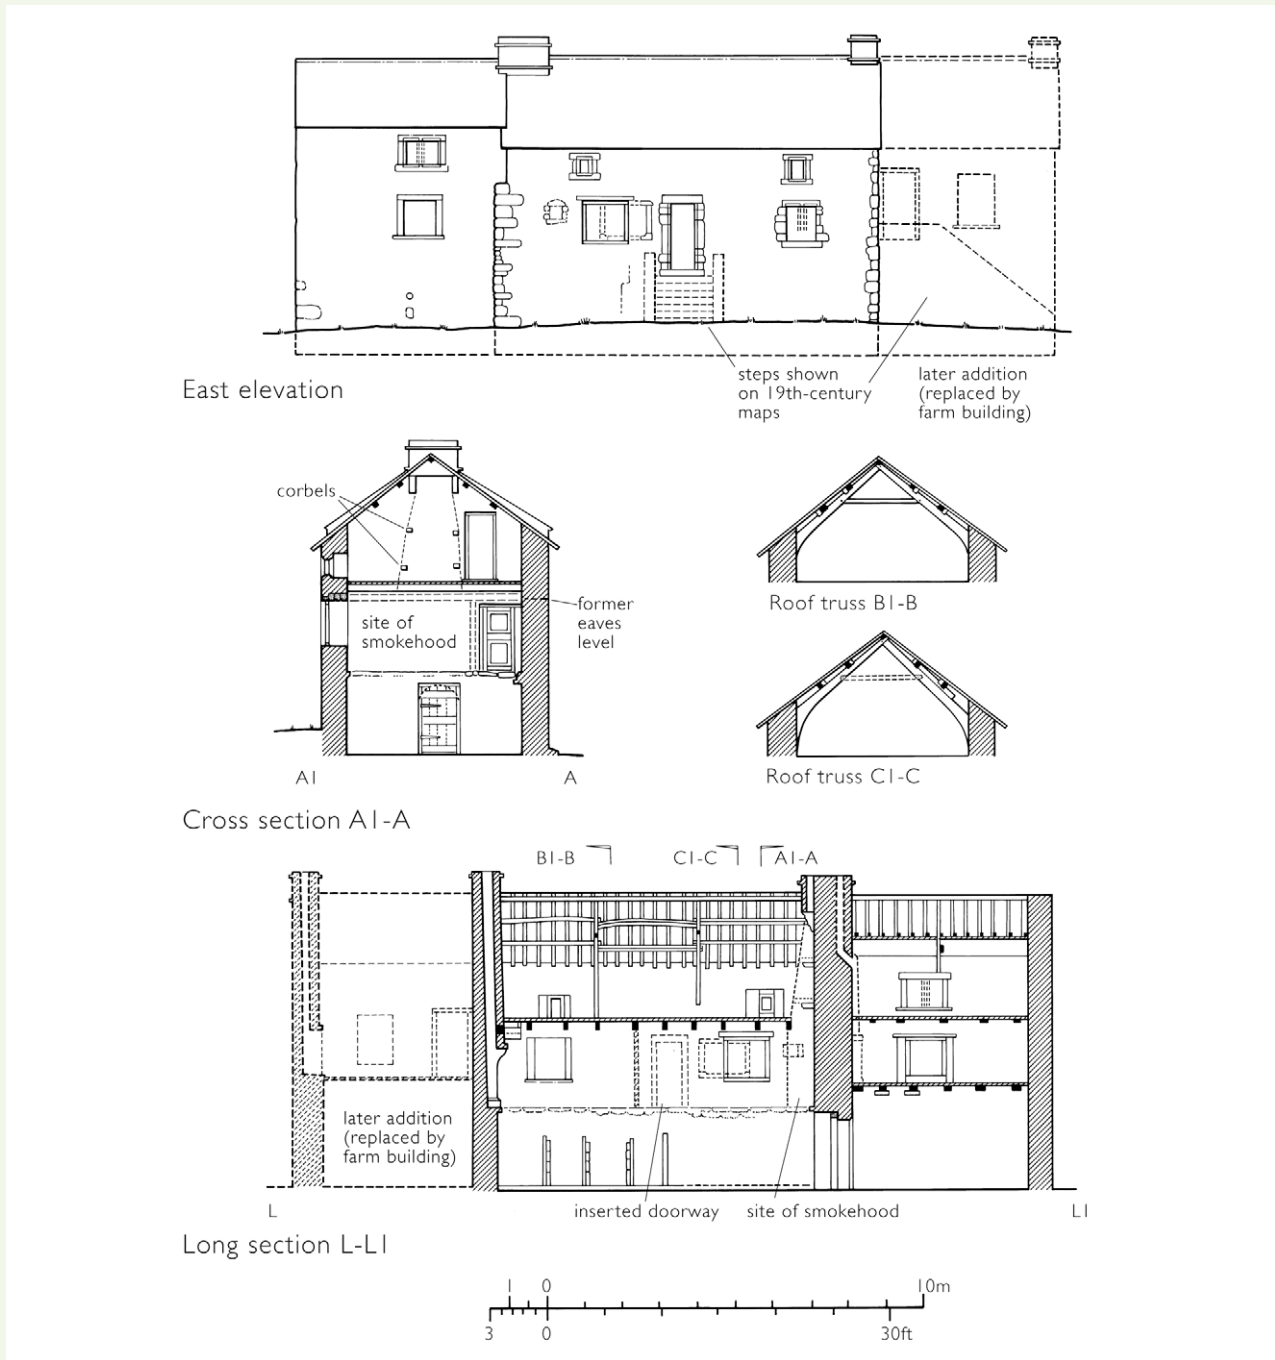 steps shown
on 19th-century
maps
later addition
(replaced by
farm building)
East elevation
corbels
site of
smokehood
former
eaves
level
A1
A
Cross section A1-A
Roof truss B1-B
Roof truss C1-C
B1-B
C1-C
A1-A
later addition
(replaced by
farm building)
L
inserted doorway
site of smokehood
L1
Long section L-L1
1
0
10m
3
0
30ft